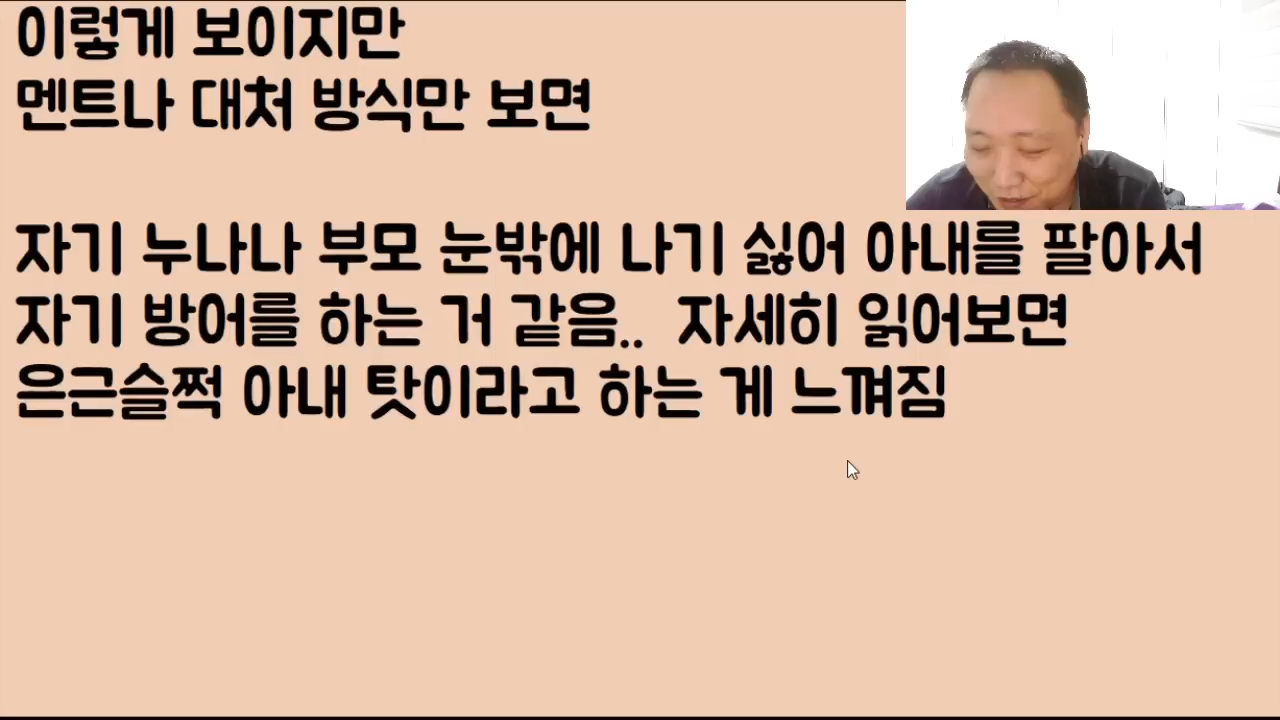 이렇게 보이지만
멘트나 대처 방식만 보면
자기 누나나 부모 눈밖에 나기 싫어 아내를 팔아서
자기 방어를 하는 거 같음.. 자세히 읽어보면
은근슬쩍 아내 탓이라고 하는 게 느껴짐